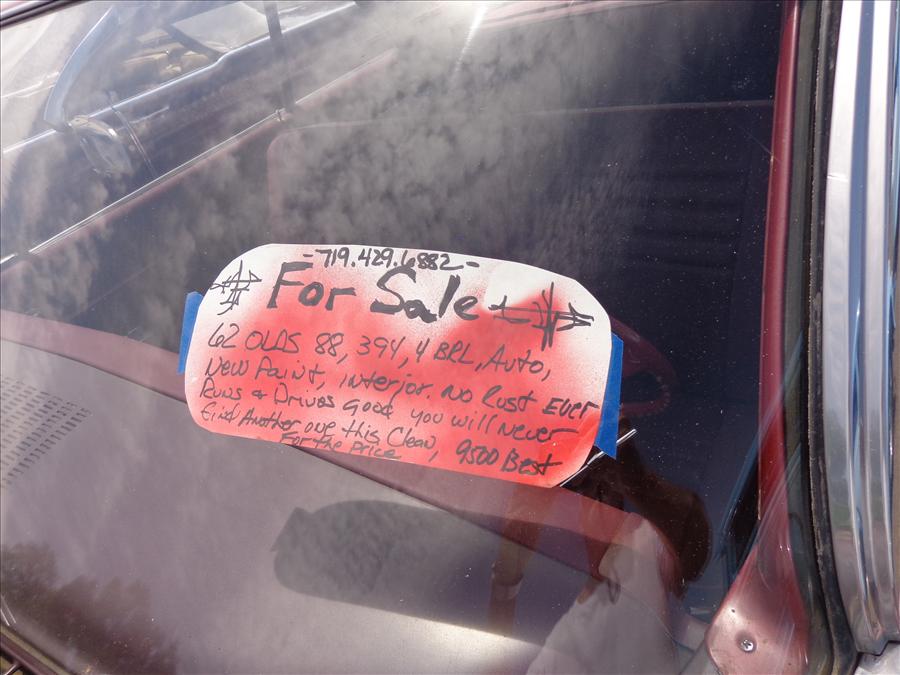 -719.429.6882-
For Sale
62 OLDS 88, 394, 4 BRL, Auto,
New Paint, interior. No Rust Ever
Runs & Drives Good you will never
find Another one this Clean, 9500 Best
For the Price